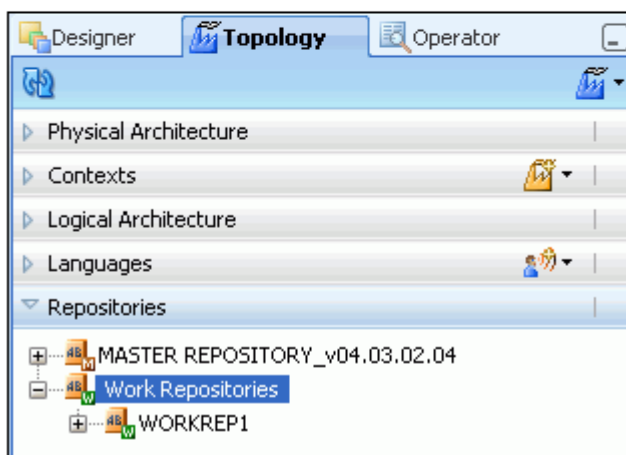 Designer Topology Operator
Physical Architecture
Contexts
Logical Architecture
Languages
Repositories
MASTER REPOSITORY_v04.03.02.04
Work Repositories
WORKREP1